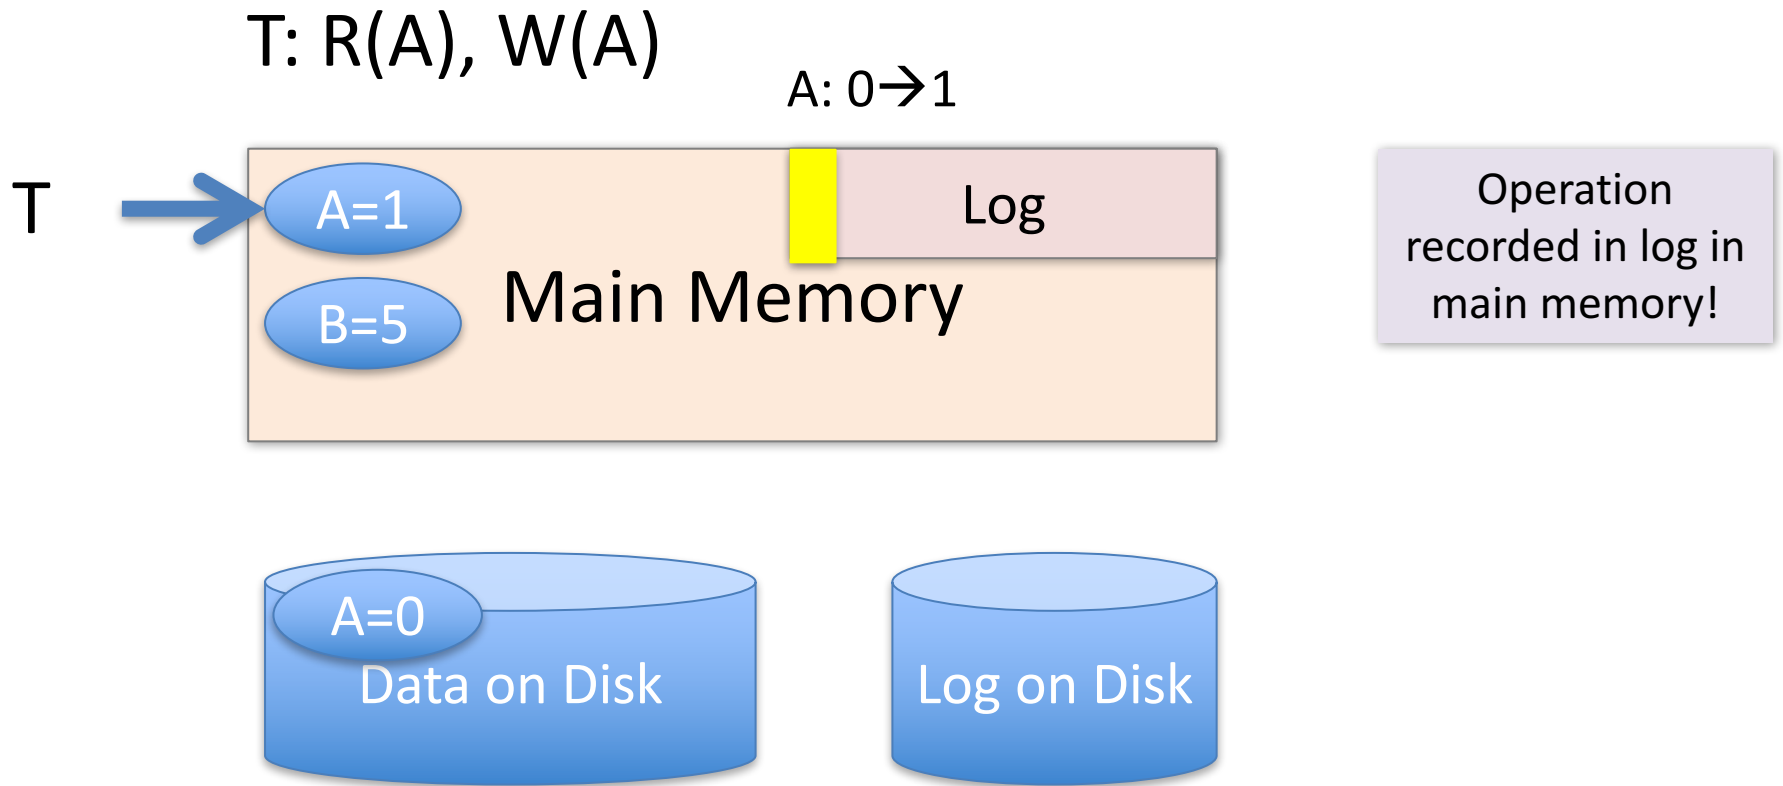 T: R(A), W(A)
A: 0→1
T
A=1
Log
B=5
Main Memory
Operation
recorded in log in
main memory!
A=0
Data on Disk
Log on Disk